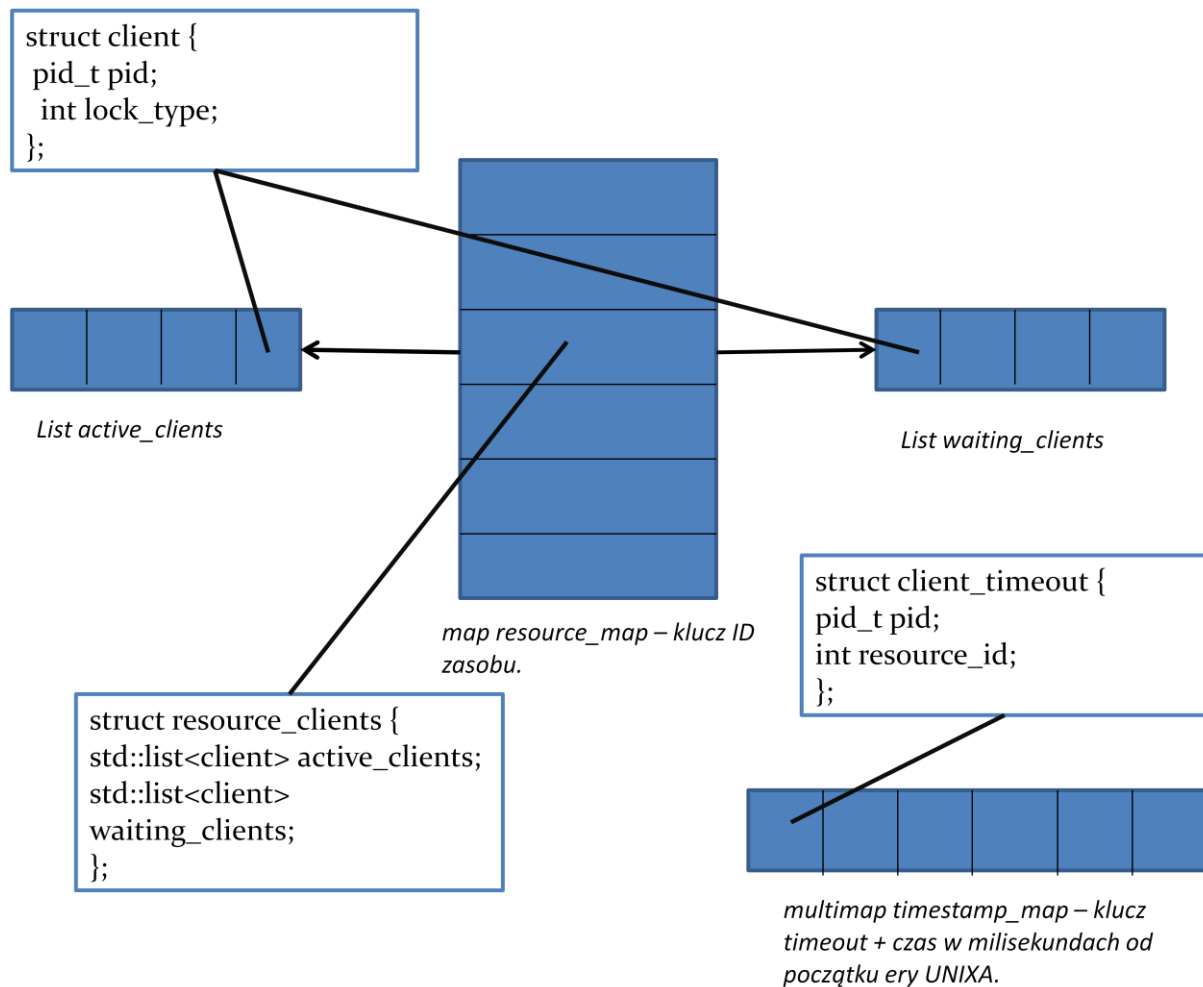 struct client {
pid_t pid;
int lock_type;
};
List active_clients
List waiting_clients
map resource_map – klucz ID
zasobu.
struct client_timeout {
pid_t pid;
int resource_id;
};
struct resource_clients {
std::list<client> active_clients;
std::list<client>
waiting_clients;
};
multimap timestamp_map – klucz
timeout + czas w milisekundach od
początku ery UNIXA.